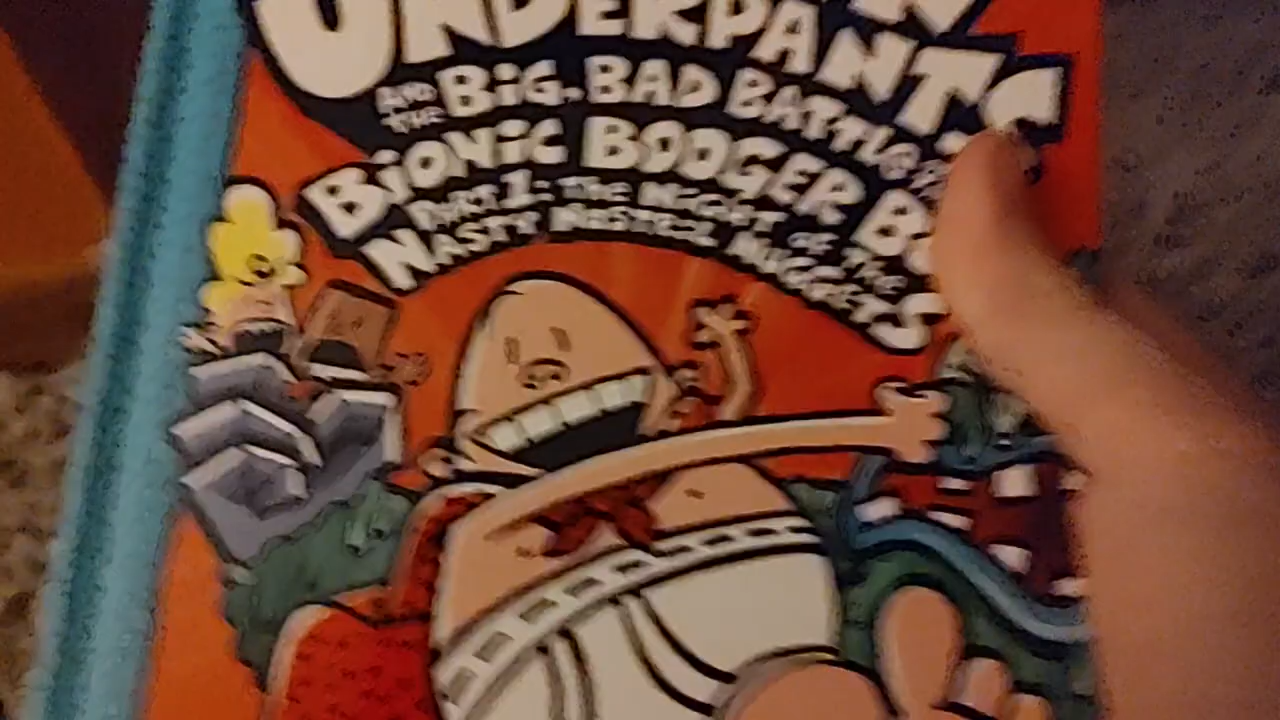 UNDERPANTS
AND THE BIG, BAD BATTLE
BIONIC BOOGER
PART 1: THE NIGHT OF THE
NASTY NOSTRIL NUGGETS